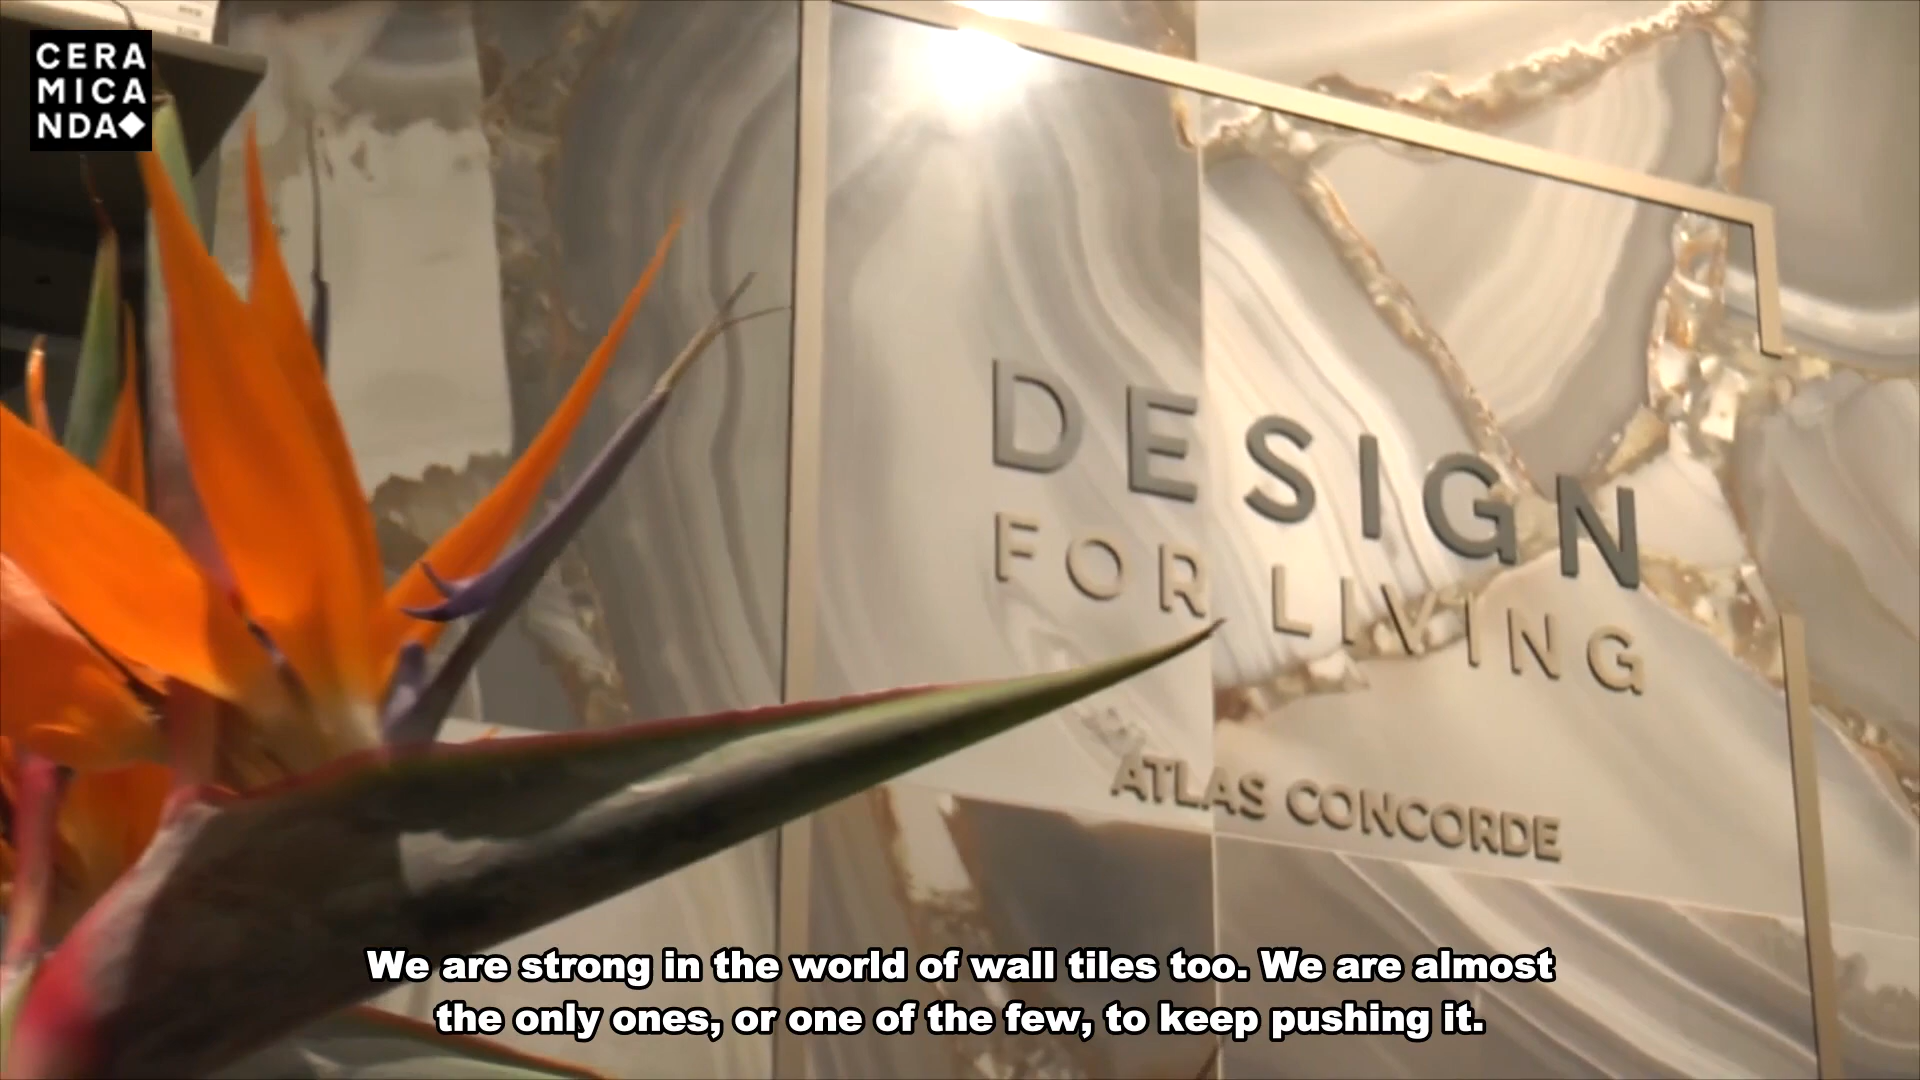 CERA
MICA
NDA◆
DESIGN
FOR LIVING
ATLAS CONCORDE
We are strong in the world of wall tiles too. We are almost
the only ones, or one of the few, to keep pushing it.